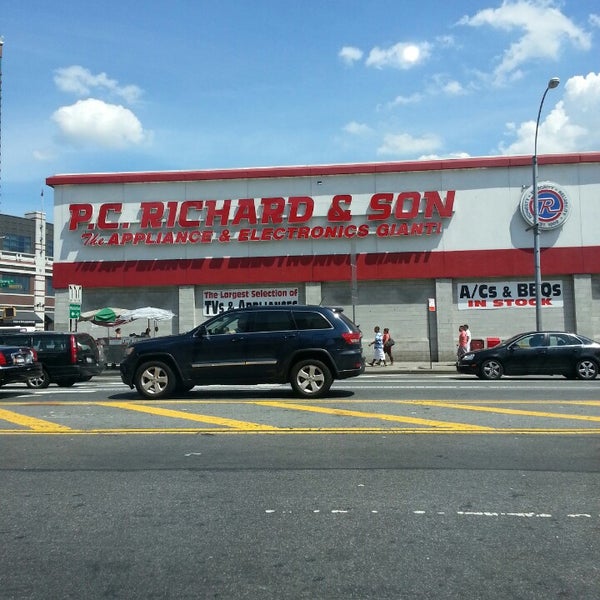 P.C. RICHARD & SON
The APPLIANCE & ELECTRONICS GIANT!
R
The Largest Selection of
TVs & Appliances
A/Cs & BBQs
IN STOCK